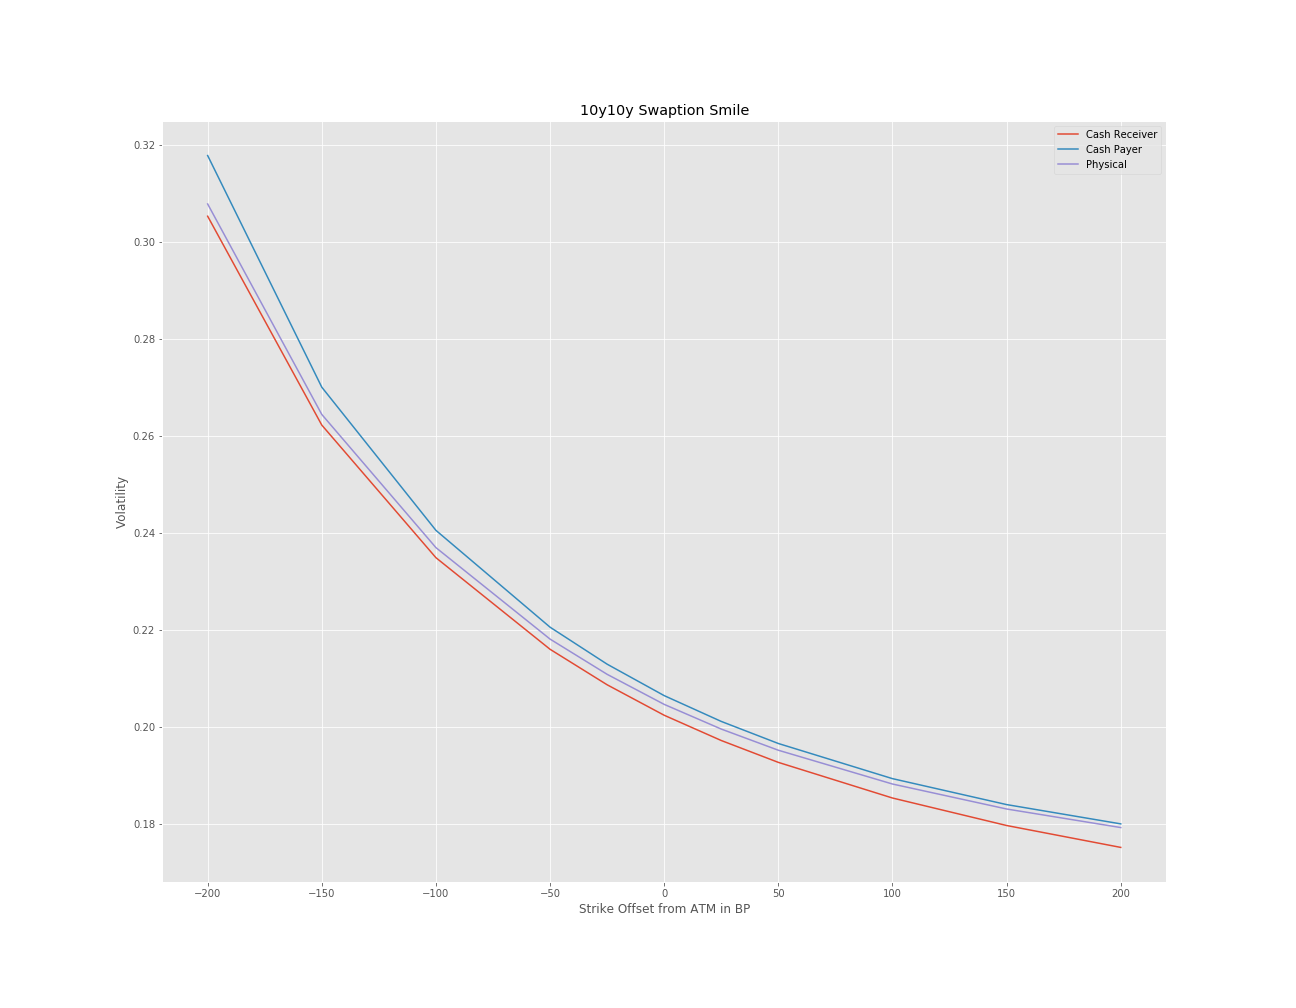 10y10y Swaption Smile
Cash Receiver
Cash Payer
Physical
0.32
0.30
0.28
0.26
0.24
0.22
0.20
0.18
Volatility
−200
−150
−100
−50
0
50
100
150
200
Strike Offset from ATM in BP